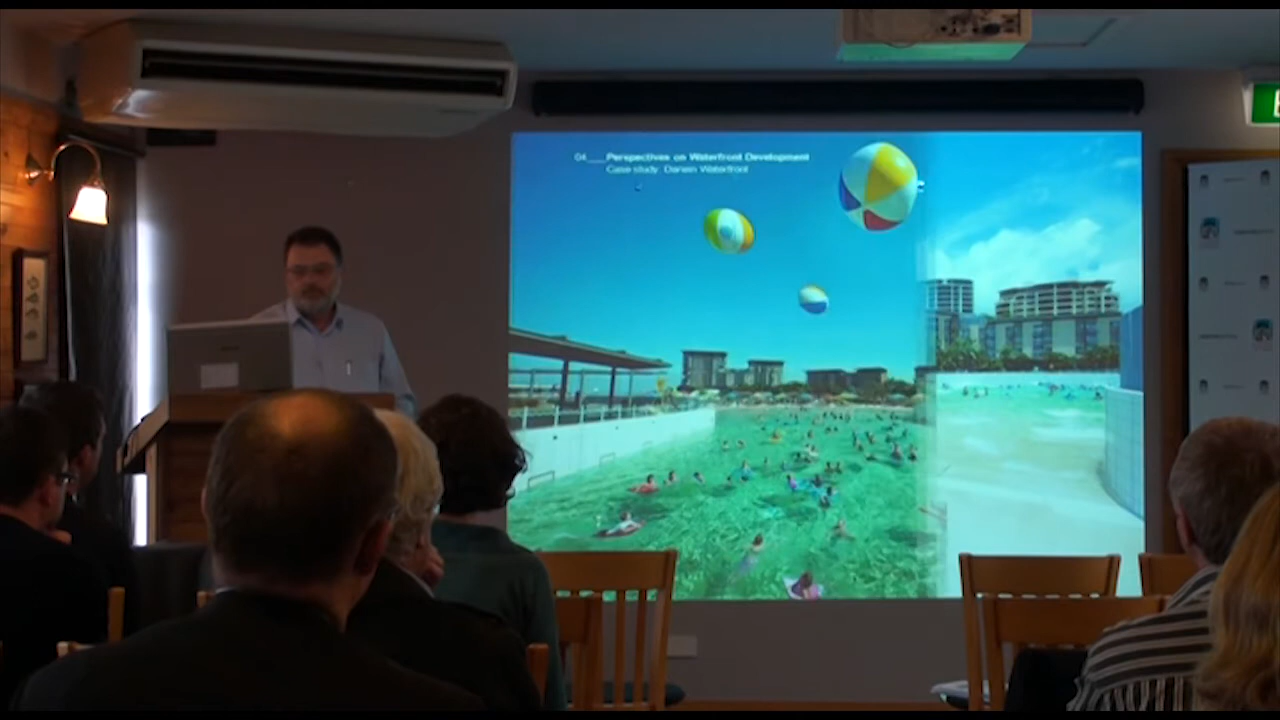 04___Perspectives on Waterfront Development
Case study: Darwin Waterfront